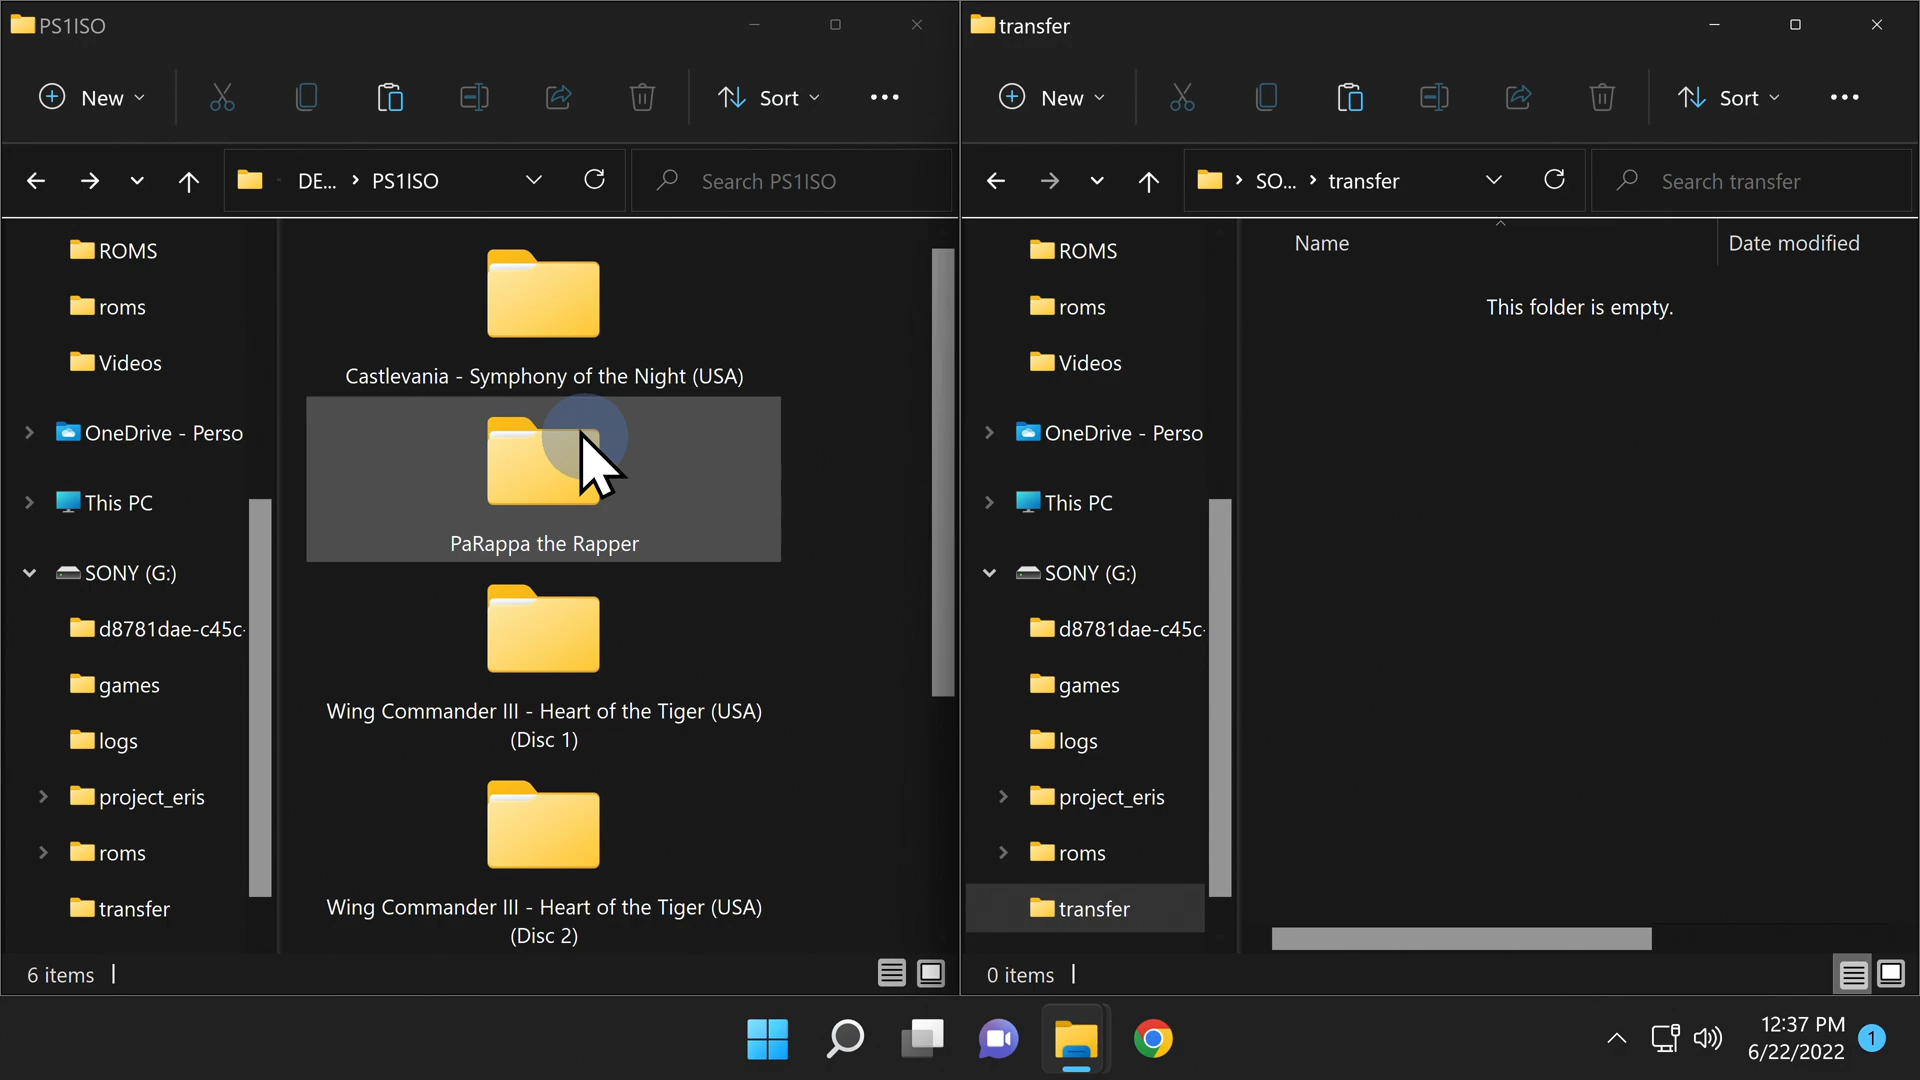 PS1ISO
New
Sort
DE...
PS1ISO
Search PS1ISO
ROMS
roms
Videos
OneDrive - Perso
This PC
SONY (G:)
d8781dae-c45c-
games
logs
project_eris
roms
transfer
Castlevania - Symphony of the Night (USA)
PaRappa the Rapper
Wing Commander III - Heart of the Tiger (USA)
(Disc 1)
Wing Commander III - Heart of the Tiger (USA)
(Disc 2)
6 items
transfer
New
Sort
SO...
transfer
Search transfer
ROMS
roms
Videos
OneDrive - Perso
This PC
SONY (G:)
d8781dae-c45c-
games
logs
project_eris
roms
transfer
Name
Date modified
This folder is empty.
0 items
12:37 PM
6/22/2022
1